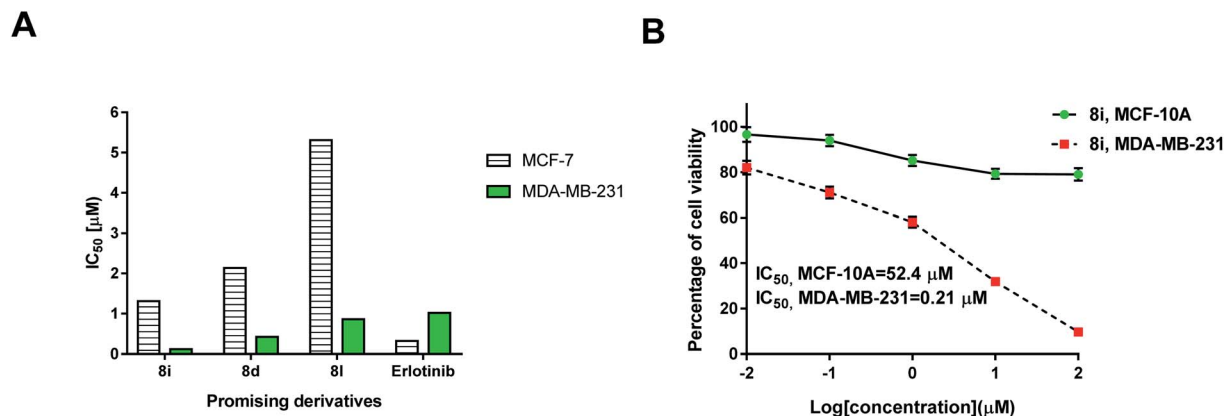 A
IC50 [μM]
6
5
4
3
2
1
0
MCF-7
MDA-MB-231
8i
8d
8l
Erlotinib
Promising derivatives
B
Percentage of cell viability
100
80
60
40
20
0
8i, MCF-10A
8i, MDA-MB-231
IC50, MCF-10A=52.4 μM
IC50, MDA-MB-231=0.21 μM
-2
-1
0
1
2
Log[concentration](μM)